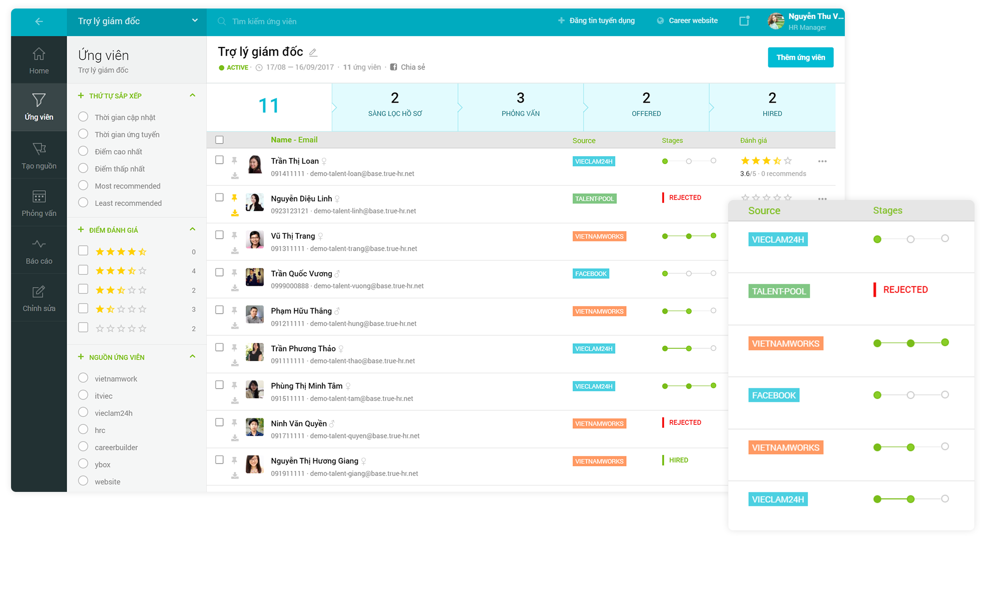 Trợ lý giám đốc
Tìm kiếm ứng viên
Đăng tin tuyển dụng
Career website
Nguyễn Thu V...
HR Manager
Home
Ứng viên
Tạo nguồn
Phỏng vấn
Báo cáo
Chỉnh sửa
Ứng viên
Trợ lý giám đốc
THỨ TỰ SẮP XẾP
Thời gian cập nhật
Thời gian ứng tuyển
Điểm cao nhất
Điểm thấp nhất
Most recommended
Least recommended
ĐIỂM ĐÁNH GIÁ
0
4
2
3
2
NGUỒN ỨNG VIÊN
vietnamwork
itviec
vieclam24h
hrc
careerbuilder
ybox
website
Trợ lý giám đốc
ACTIVE · 17/08 — 16/09/2017 · 11 ứng viên · Chia sẻ
Thêm ứng viên
11
2
SÀNG LỌC HỒ SƠ
3
PHỎNG VẤN
2
OFFERED
2
HIRED
Name - Email Source Stages Đánh giá
Trần Thị Loan VIECLAM24H
091411111 · demo-talent-loan@base.true-hr.net 3.6/5 · 0 recommends
Nguyễn Diệu Linh TALENT-POOL REJECTED
0923123121 · demo-talent-linh@base.true-hr.net
Vũ Thị Trang VIETNAMWORKS
091311111 · demo-talent-trang@base.true-hr.net
Trần Quốc Vương FACEBOOK
0999000888 · demo-talent-vuong@base.true-hr.net
Phạm Hữu Thắng VIETNAMWORKS
091211111 · demo-talent-hung@base.true-hr.net
Trần Phương Thảo VIECLAM24H
091111111 · demo-talent-thao@base.true-hr.net
Phùng Thị Minh Tâm VIECLAM24H
091511111 · demo-talent-tam@base.true-hr.net
Ninh Văn Quyền VIETNAMWORKS REJECTED
091711111 · demo-talent-quyen@base.true-hr.net
Nguyễn Thị Hương Giang VIETNAMWORKS HIRED
091911111 · demo-talent-giang@base.true-hr.net
Source Stages
VIECLAM24H
TALENT-POOL REJECTED
VIETNAMWORKS
FACEBOOK
VIETNAMWORKS
VIECLAM24H